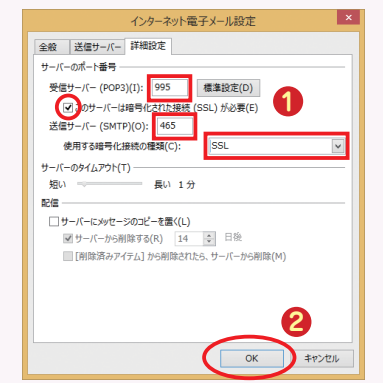 インターネット電子メール設定
×
全般 送信サーバー 詳細設定
サーバーのポート番号
受信サーバー (POP3)(I): 995 標準設定(D)
1
このサーバーは暗号化された接続 (SSL) が必要(E)
送信サーバー (SMTP)(O): 465
使用する暗号化接続の種類(C): SSL
サーバーのタイムアウト(T)
短い 長い 1 分
配信
サーバーにメッセージのコピーを置く(L)
サーバーから削除する(R) 14 日後
[削除済みアイテム] から削除されたら、サーバーから削除(M)
2
OK キャンセル